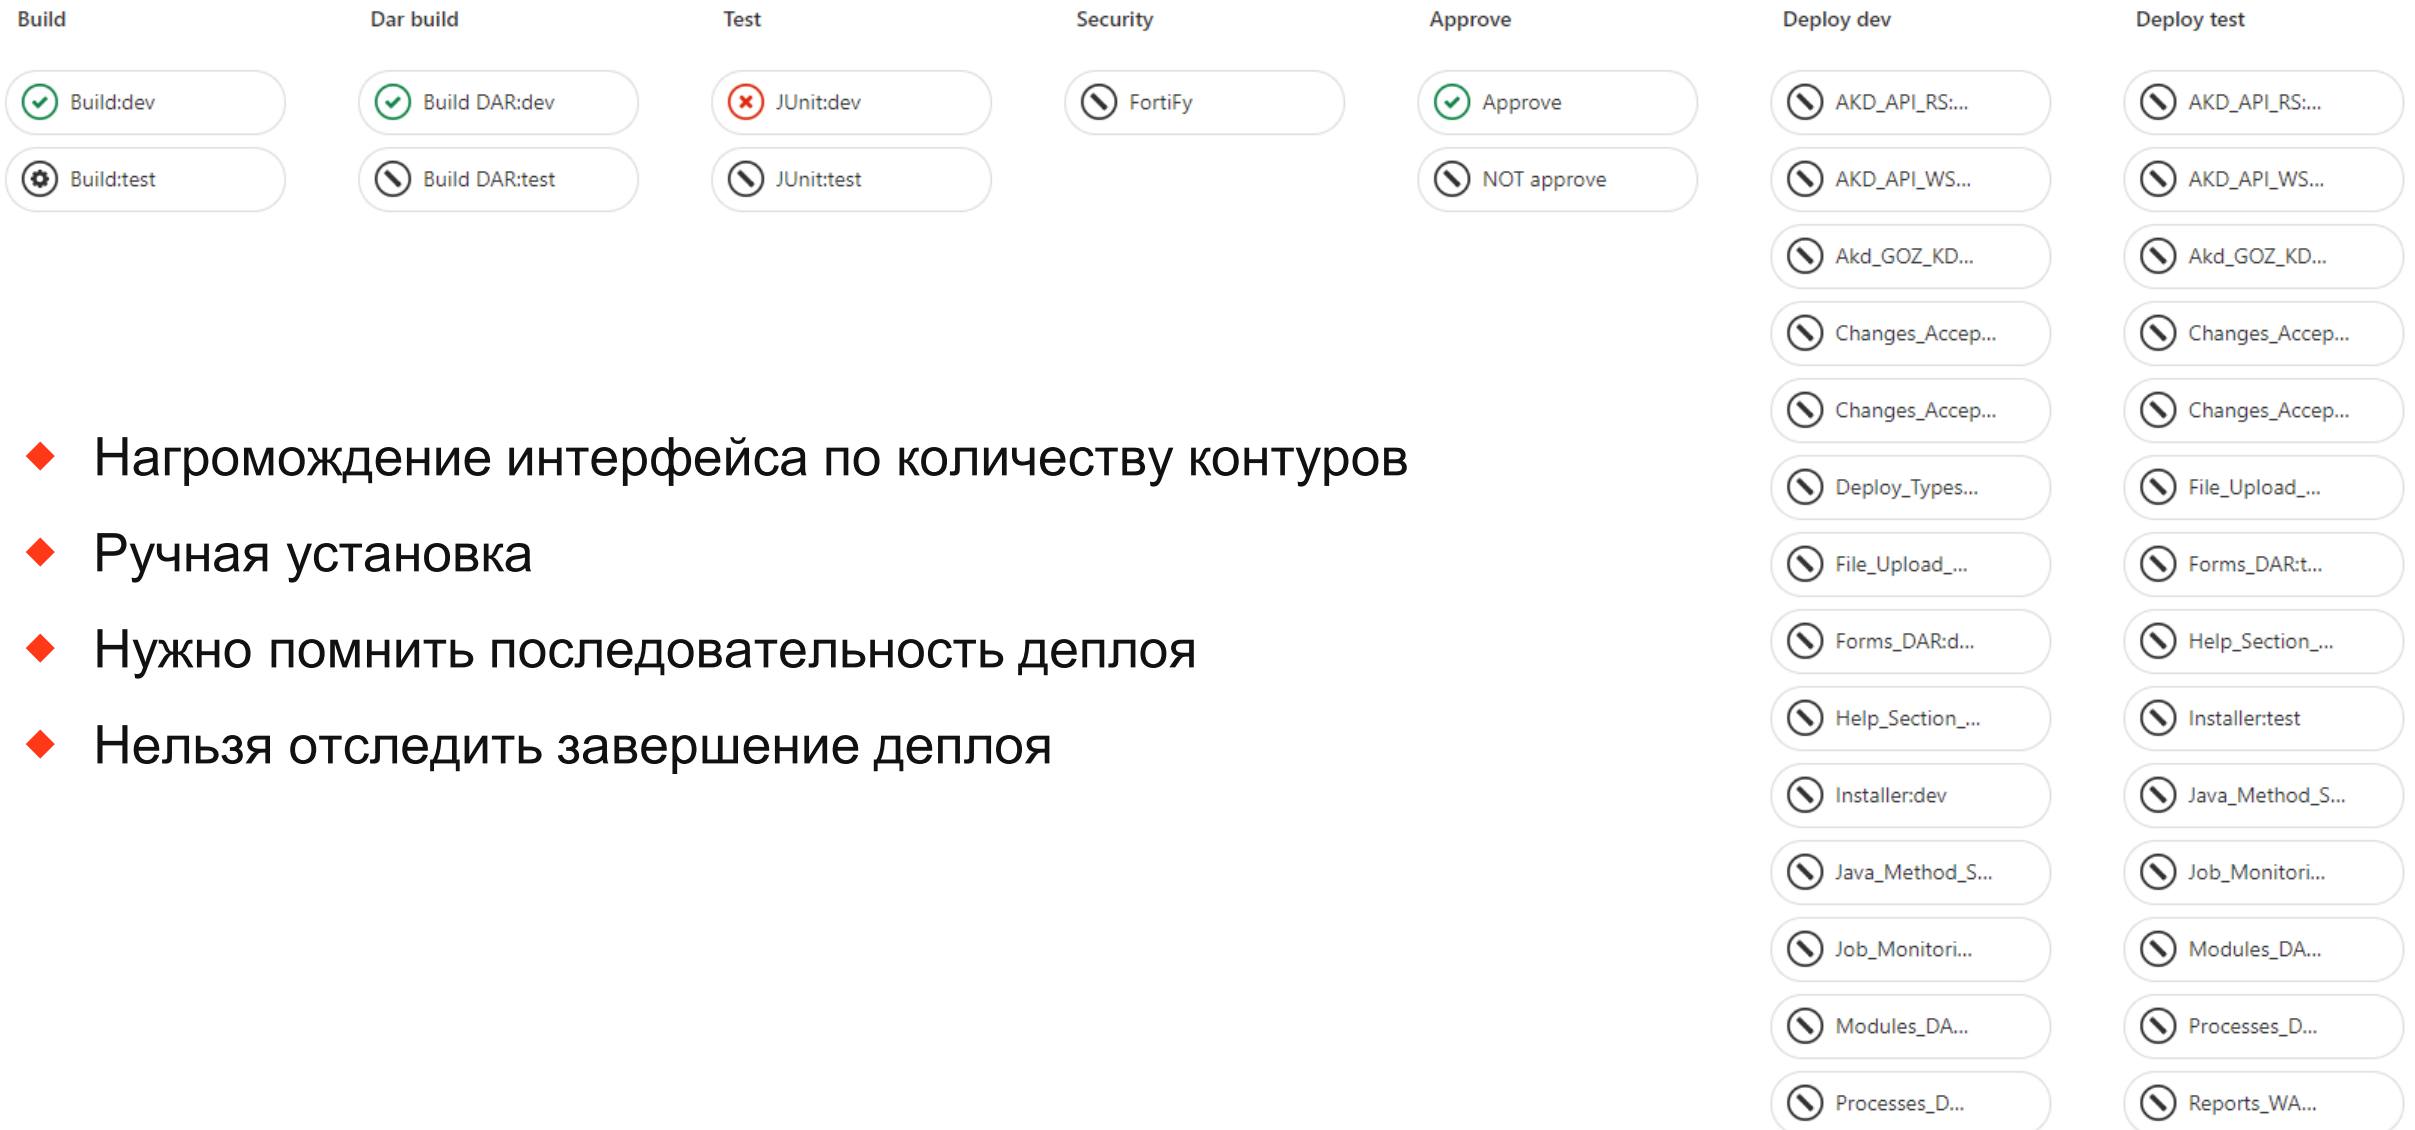 Build
Build:dev
Build:test
Dar build
Build DAR:dev
Build DAR:test
Test
JUnit:dev
JUnit:test
Security
FortiFy
Approve
Approve
NOT approve
Deploy dev
AKD_API_RS:...
AKD_API_WS...
Akd_GOZ_KD...
Changes_Accep...
Changes_Accep...
Deploy_Types...
File_Upload_...
Forms_DAR:d...
Help_Section_...
Installer:dev
Java_Method_S...
Job_Monitori...
Modules_DA...
Processes_D...
Deploy test
AKD_API_RS:...
AKD_API_WS...
Akd_GOZ_KD...
Changes_Accep...
Changes_Accep...
File_Upload_...
Forms_DAR:t...
Help_Section_...
Installer:test
Java_Method_S...
Job_Monitori...
Modules_DA...
Processes_D...
Reports_WA...
Нагромождение интерфейса по количеству контуров
Ручная установка
Нужно помнить последовательность деплоя
Нельзя отследить завершение деплоя